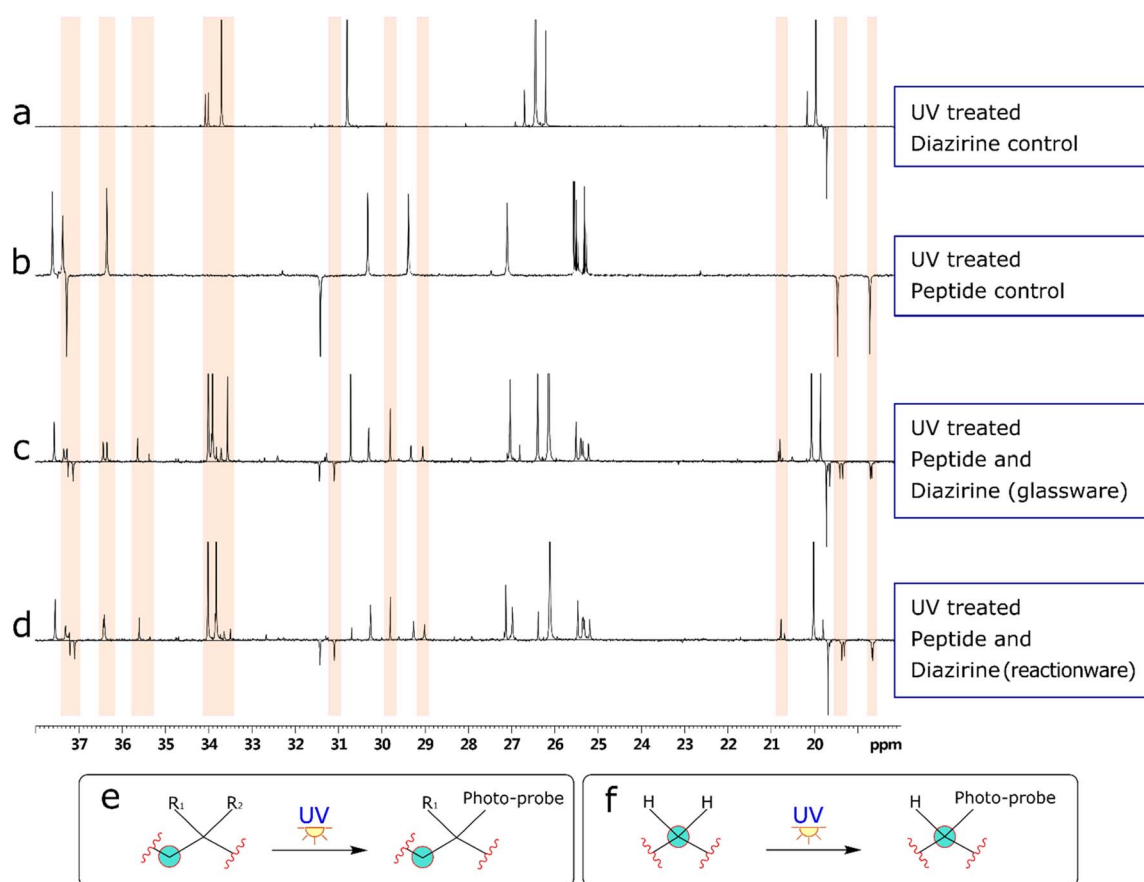 a
UV treated
Diazirine control
b
UV treated
Peptide control
c
UV treated
Peptide and
Diazirine (glassware)
d
UV treated
Peptide and
Diazirine (reactionware)
37 36 35 34 33 32 31 30 29 28 27 26 25 24 23 22 21 20 ppm
e
R1 R2 UV R1 Photo-probe
f
H H UV H Photo-probe